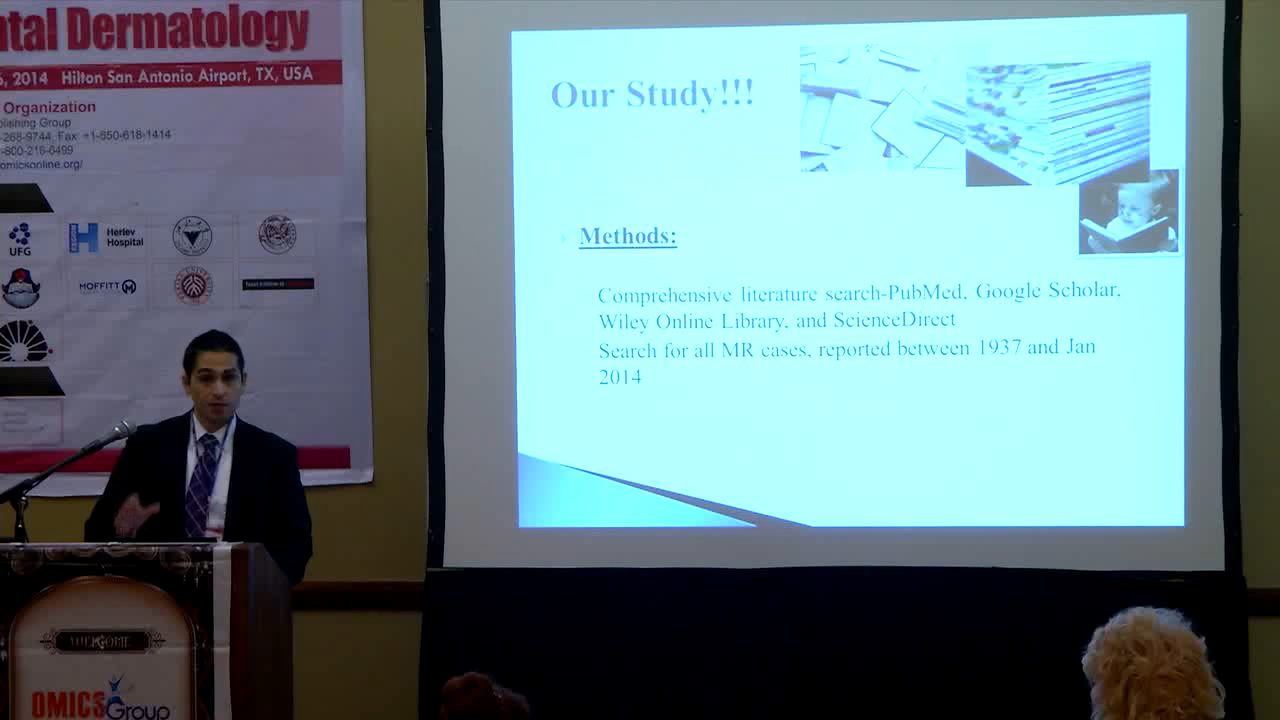 ntal Dermatology
6, 2014 Hilton San Antonio Airport, TX, USA
Organization
blishing Group
-268-9744, Fax: +1-650-618-1414
-800-216-6499
omicsonline.org/
UFG
REGION
H
Herlev
Hospital
MOFFITT
WELCOME
OMICS Group
Our Study!!!
Methods:
Comprehensive literature search-PubMed, Google Scholar,
Wiley Online Library, and ScienceDirect
Search for all MR cases, reported between 1937 and Jan
2014